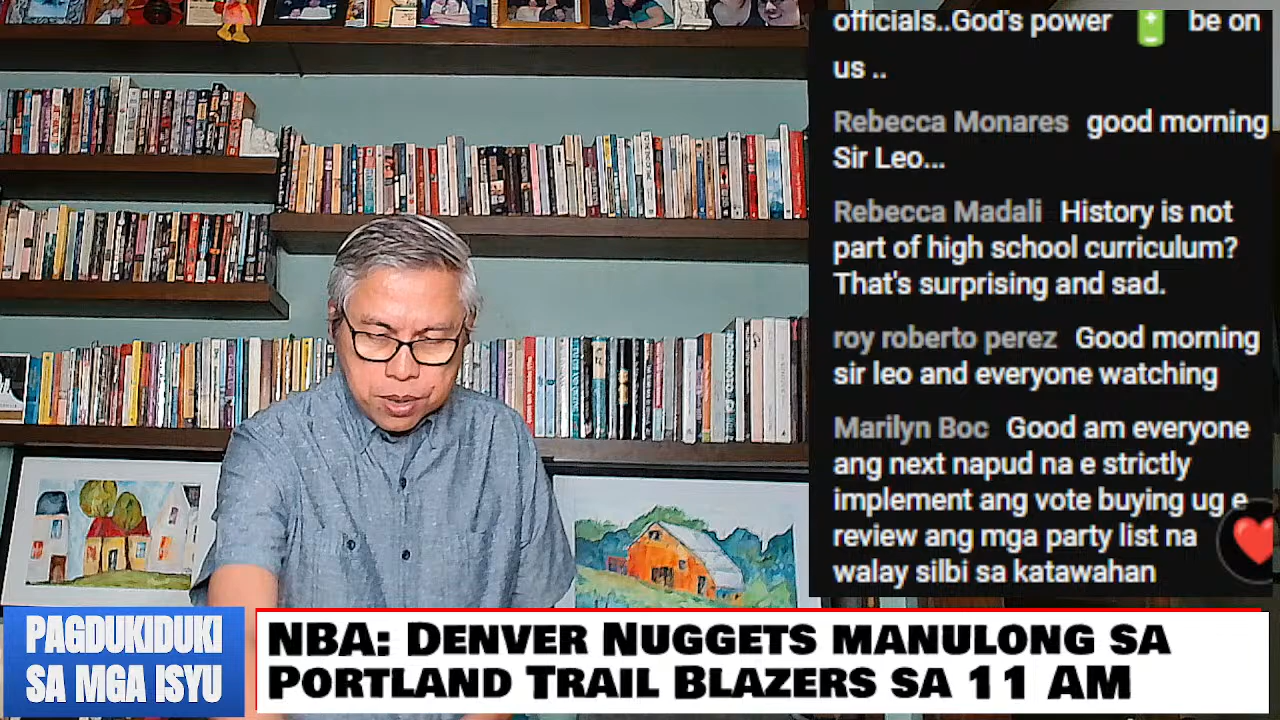 officials..God's power 🔋 be on
us ..
Rebecca Monares good morning
Sir Leo...
Rebecca Madali History is not
part of high school curriculum?
That's surprising and sad.
roy roberto perez Good morning
sir leo and everyone watching
Marilyn Boc Good am everyone
ang next napud na e strictly
implement ang vote buying ug e
review ang mga party list na
walay silbi sa katawahan
PAGDUKIDUKI
SA MGA ISYU
NBA: DENVER NUGGETS MANULONG SA
PORTLAND TRAIL BLAZERS SA 11 AM